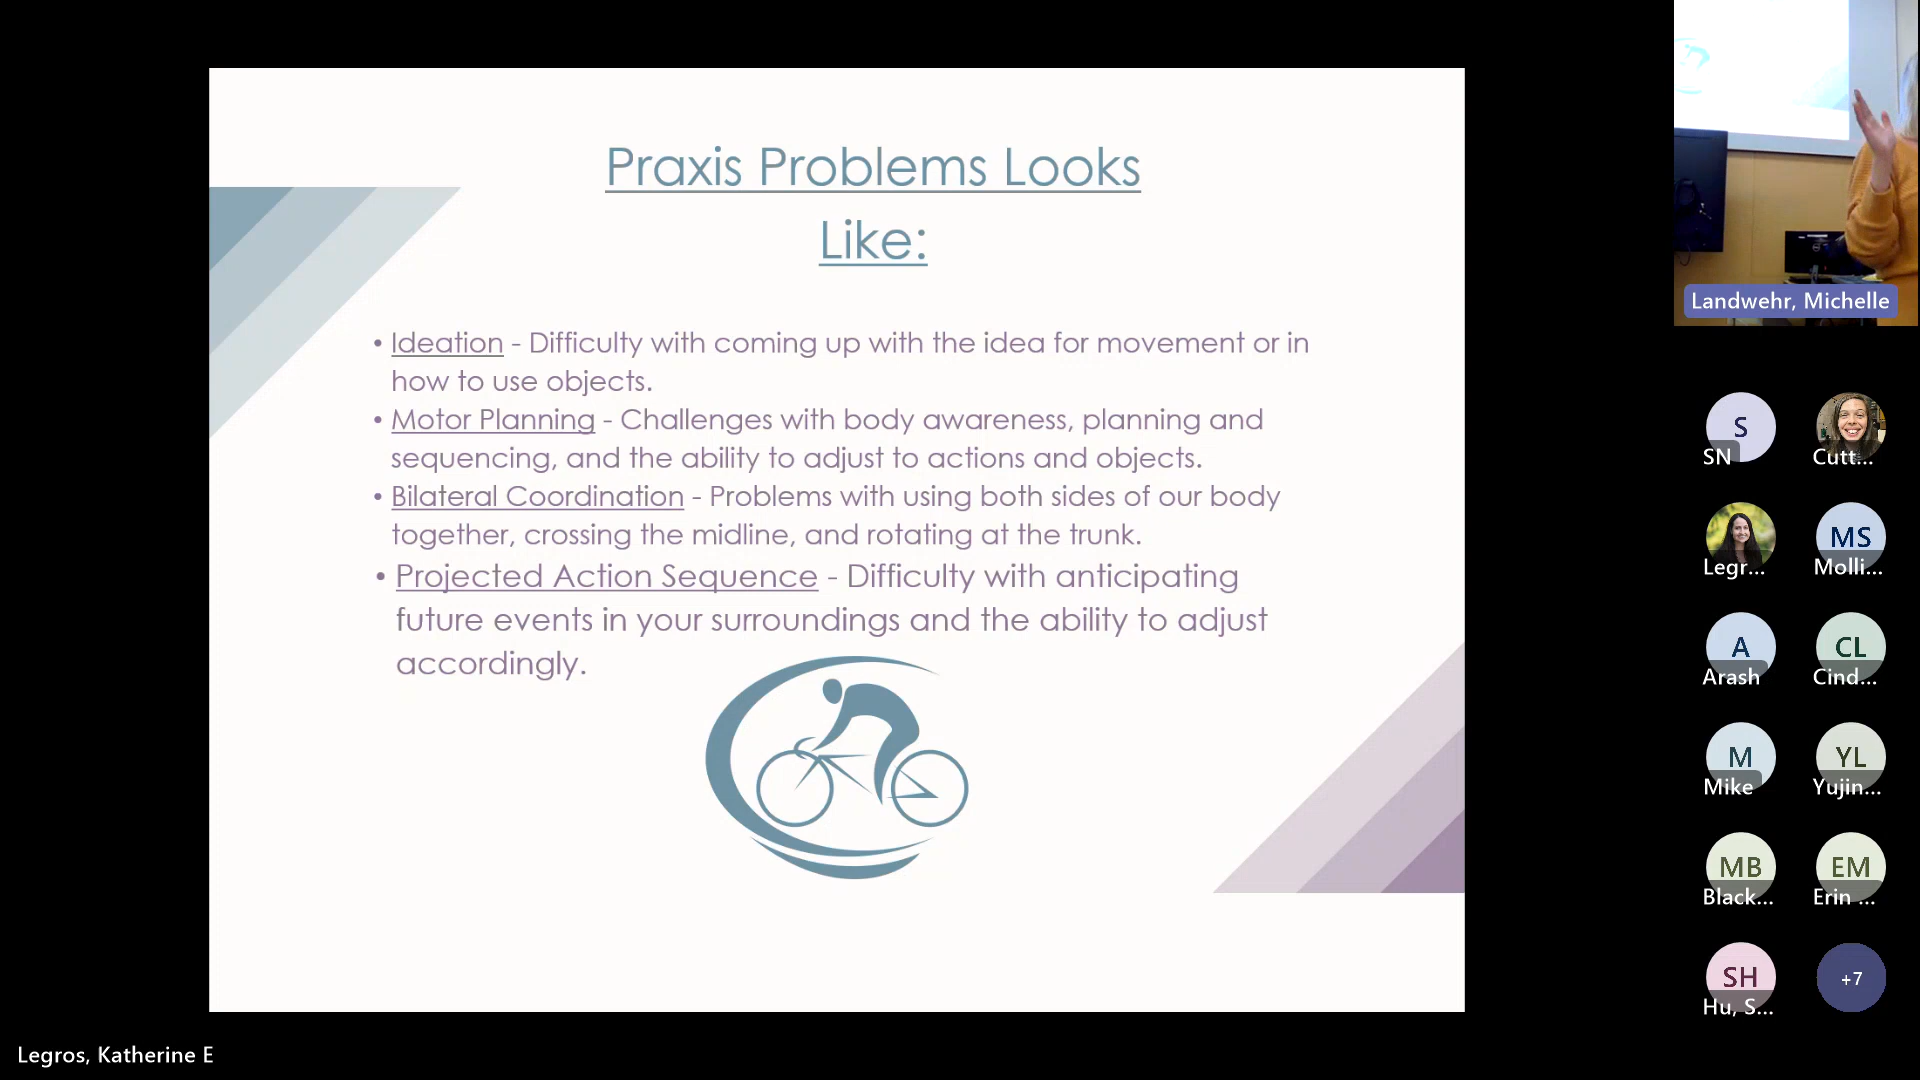 Praxis Problems Looks
Like:
• Ideation - Difficulty with coming up with the idea for movement or in
how to use objects.
• Motor Planning - Challenges with body awareness, planning and
sequencing, and the ability to adjust to actions and objects.
• Bilateral Coordination - Problems with using both sides of our body
together, crossing the midline, and rotating at the trunk.
• Projected Action Sequence - Difficulty with anticipating
future events in your surroundings and the ability to adjust
accordingly.
Landwehr, Michelle
S
SN
Cutt...
Legr...
MS
Molli...
A
Arash
CL
Cind...
M
Mike
YL
Yujin...
MB
Black...
EM
Erin ...
SH
Hu, S...
+7
Legros, Katherine E